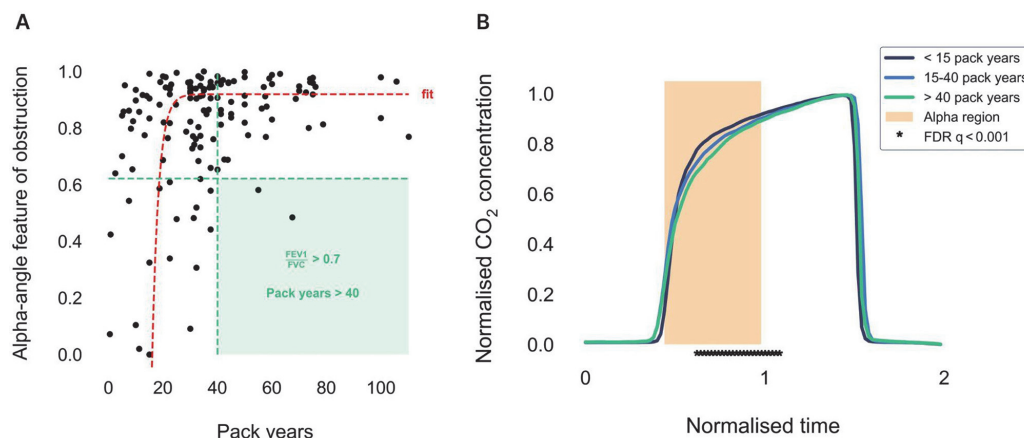 A
Alpha-angle feature of obstruction
1.0
0.8
0.6
0.4
0.2
0.0
fit
FEV1
FVC
> 0.7
Pack years > 40
0 20 40 60 80 100
Pack years
B
Normalised CO2 concentration
1.0
0.8
0.6
0.4
0.2
0.0
< 15 pack years
15-40 pack years
> 40 pack years
Alpha region
* FDR q < 0.001
0 1 2
Normalised time